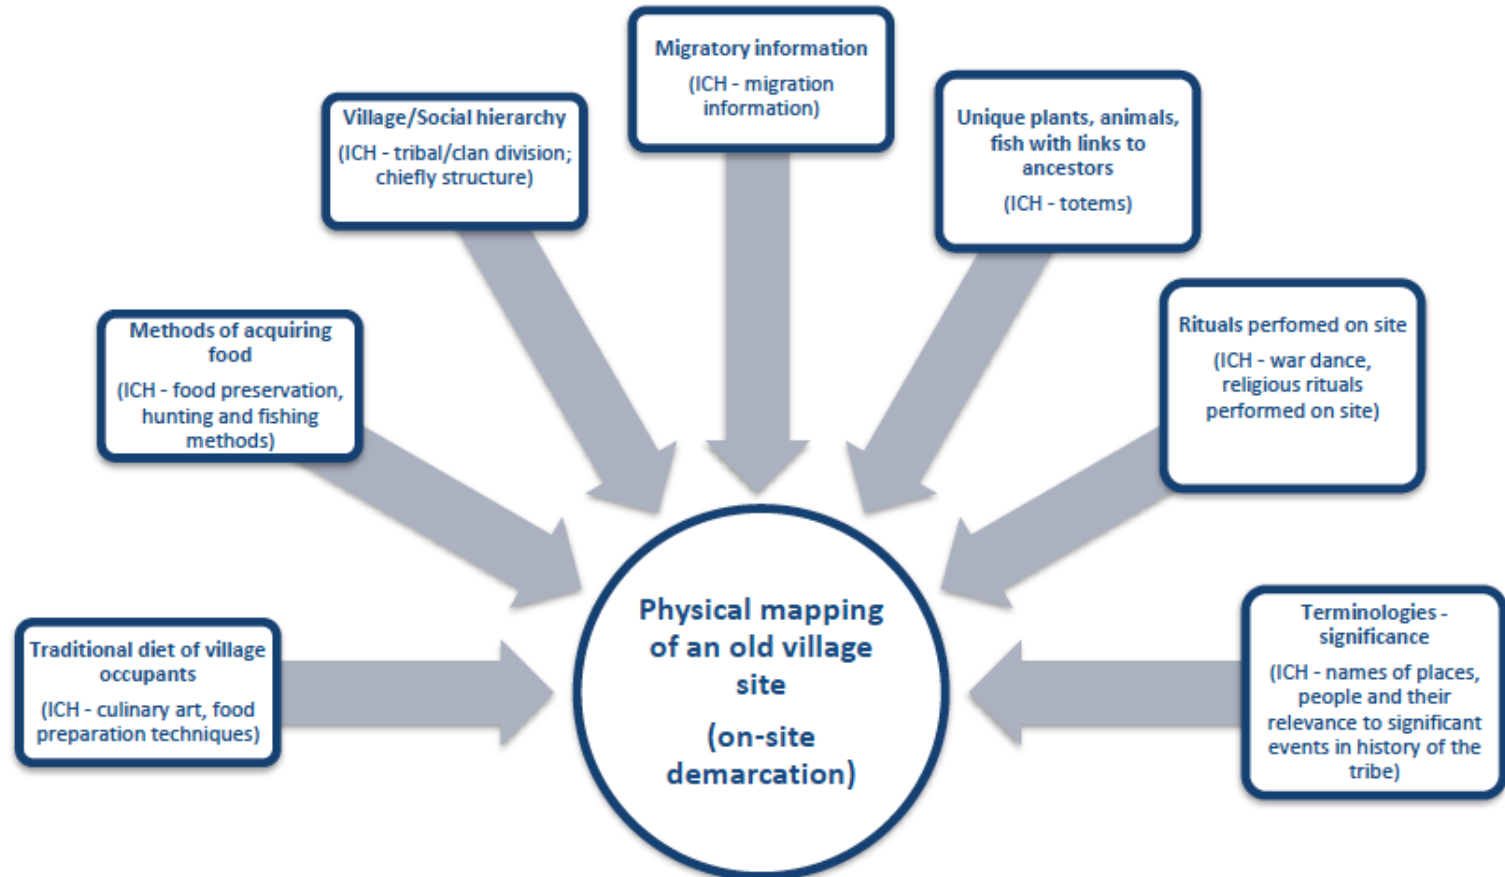 Migratory information
(ICH - migration
information)
Village/Social hierarchy
(ICH - tribal/clan division;
chiefly structure)
Unique plants, animals,
fish with links to
ancestors
(ICH - totems)
Methods of acquiring
food
(ICH - food preservation,
hunting and fishing
methods)
Rituals perfomed on site
(ICH - war dance,
religious rituals
performed on site)
Traditional diet of village
occupants
(ICH - culinary art, food
preparation techniques)
Terminologies -
significance
(ICH - names of places,
people and their
relevance to significant
events in history of the
tribe)
Physical mapping
of an old village
site
(on-site
demarcation)